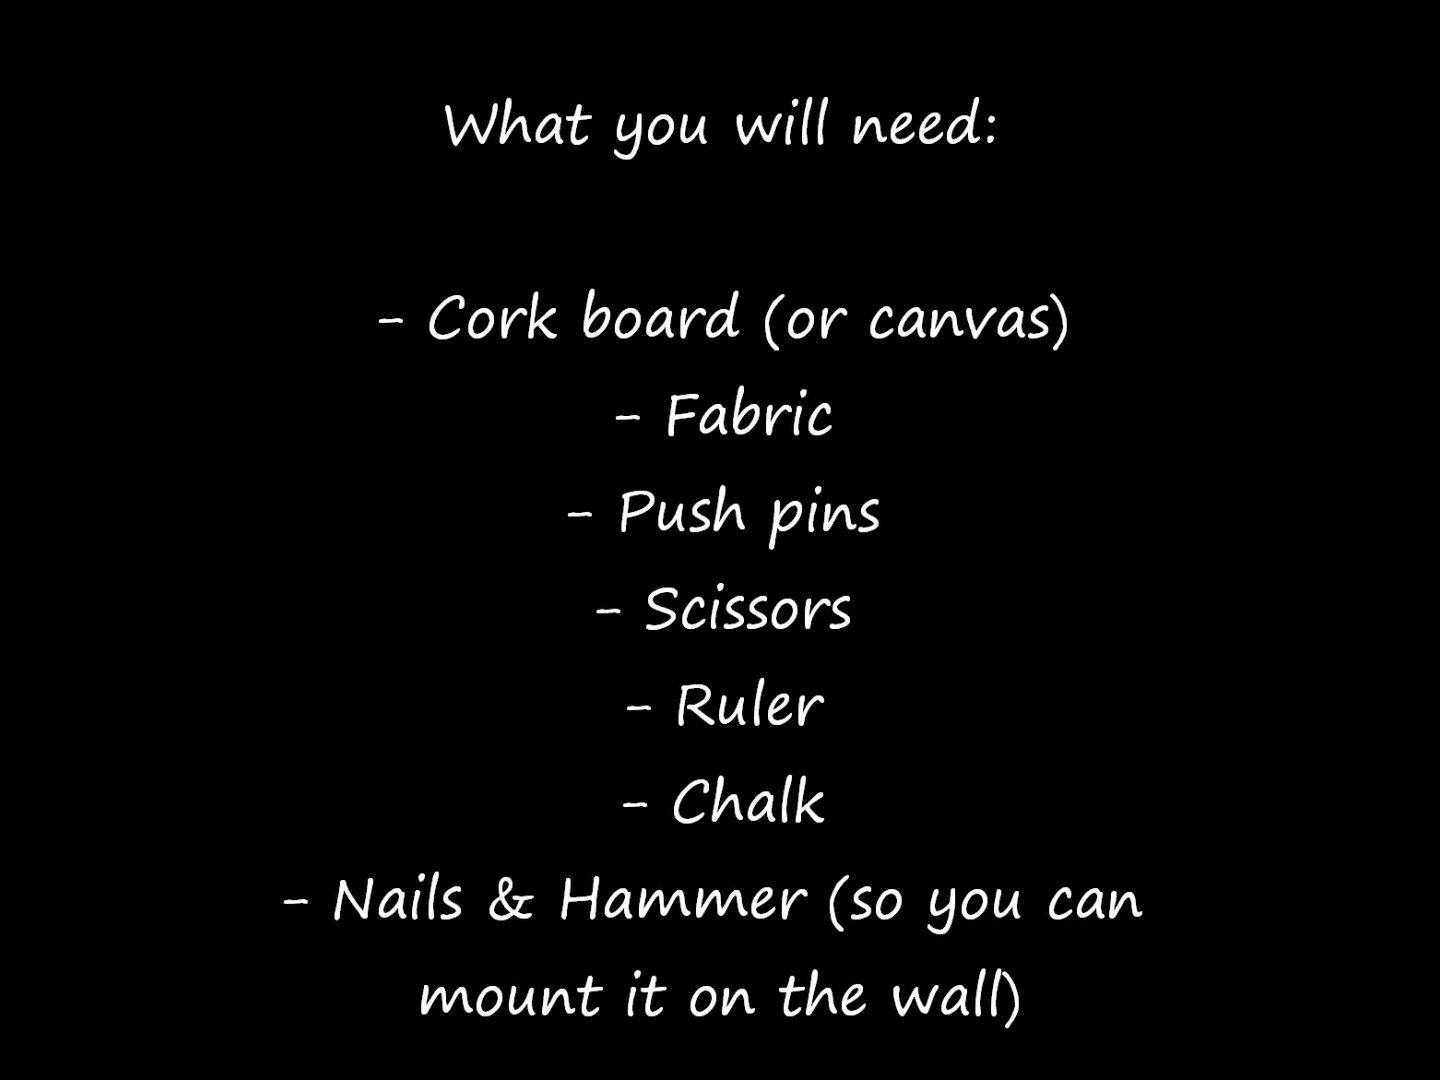 What you will need:
- Cork board (or canvas)
- Fabric
- Push pins
- Scissors
- Ruler
- Chalk
- Nails & Hammer (so you can
mount it on the wall)